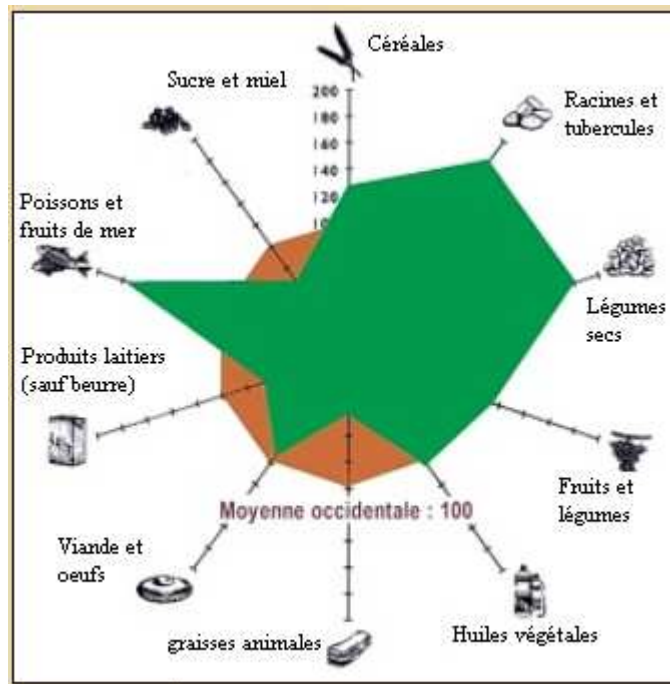 Céréales
Sucre et miel
Racines et
tubercules
200
180
160
140
120
Poissons et
fruits de mer
Légumes
secs
Produits laitiers
(sauf beurre)
Moyenne occidentale : 100
Fruits et
légumes
Viande et
oeufs
graisses animales
Huiles végétales